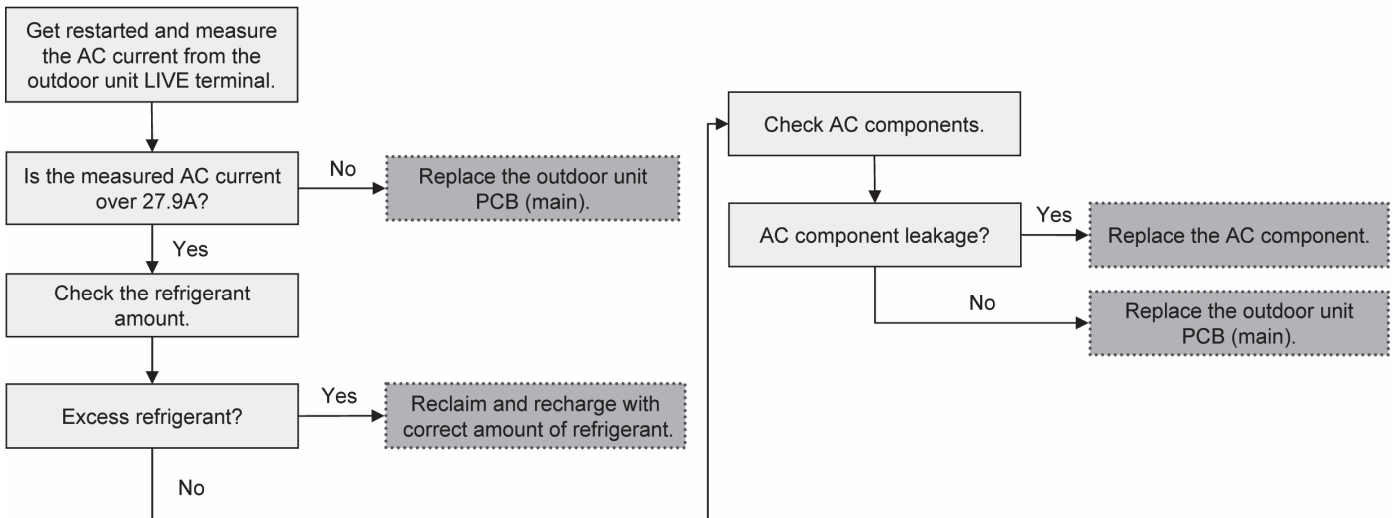 Get restarted and measure
the AC current from the
outdoor unit LIVE terminal.
Is the measured AC current
over 27.9A?
No
Replace the outdoor unit
PCB (main).
Yes
Check the refrigerant
amount.
Excess refrigerant?
Yes
Reclaim and recharge with
correct amount of refrigerant.
No
Check AC components.
AC component leakage?
Yes
Replace the AC component.
No
Replace the outdoor unit
PCB (main).